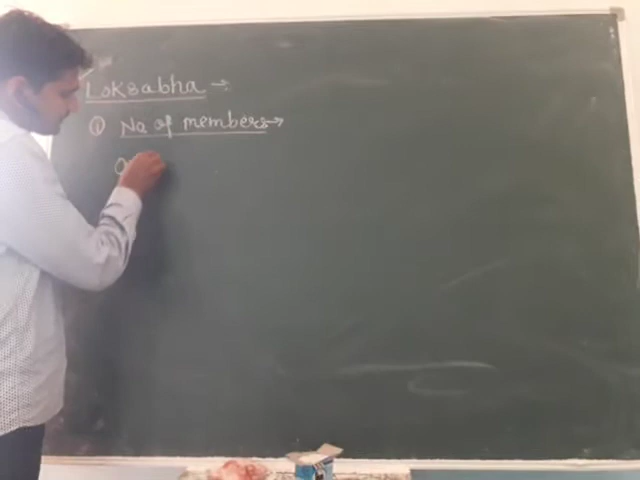 Loksabha →
① No of members →